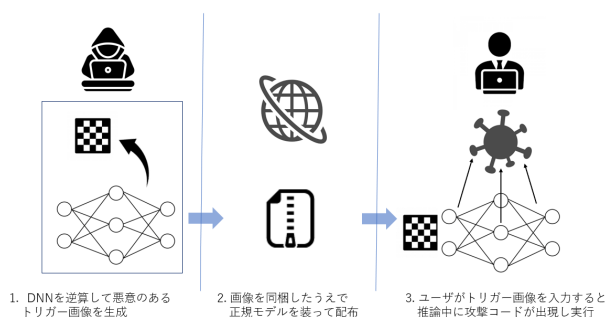 1. DNNを逆算して悪意のある
トリガー画像を生成
2. 画像を同梱したうえで
正規モデルを装って配布
3. ユーザがトリガー画像を入力すると
推論中に攻撃コードが出現し実行